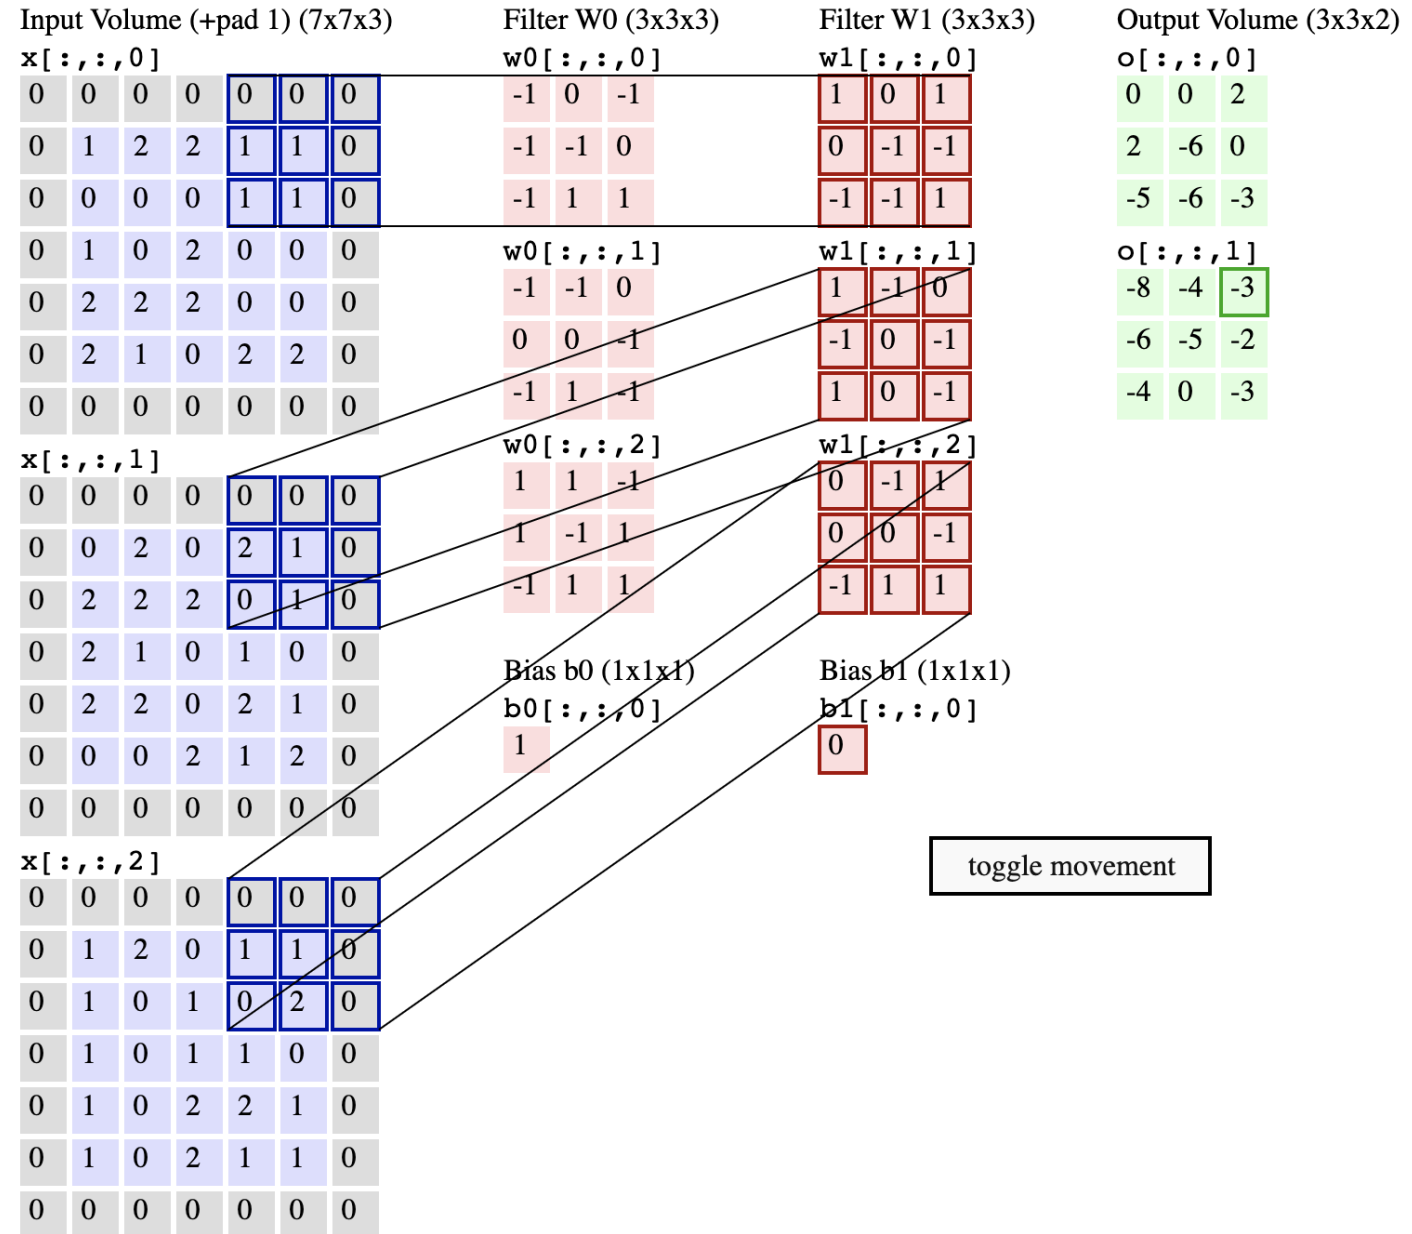 Input Volume (+pad 1) (7x7x3)
x[:,:,0]
0 0 0 0 0 0 0
0 1 2 2 1 1 0
0 0 0 0 1 1 0
0 1 0 2 0 0 0
0 2 2 2 0 0 0
0 2 1 0 2 2 0
0 0 0 0 0 0 0
x[:,:,1]
0 0 0 0 0 0 0
0 0 2 0 2 1 0
0 2 2 2 0 1 0
0 2 1 0 1 0 0
0 2 2 0 2 1 0
0 0 0 2 1 2 0
0 0 0 0 0 0 0
x[:,:,2]
0 0 0 0 0 0 0
0 1 2 0 1 1 0
0 1 0 1 0 2 0
0 1 0 1 1 0 0
0 1 0 2 2 1 0
0 1 0 2 1 1 0
0 0 0 0 0 0 0
Filter W0 (3x3x3)
w0[:,:,0]
-1 0 -1
-1 -1 0
-1 1 1
w0[:,:,1]
-1 -1 0
0 0 -1
-1 1 -1
w0[:,:,2]
1 1 -1
1 -1 1
-1 1 1
Bias b0 (1x1x1)
b0[:,:,0]
1
Filter W1 (3x3x3)
w1[:,:,0]
1 0 1
0 -1 -1
-1 -1 1
w1[:,:,1]
1 -1 0
-1 0 -1
1 0 -1
w1[:,:,2]
0 -1 1
0 0 -1
-1 1 1
Bias b1 (1x1x1)
b1[:,:,0]
0
Output Volume (3x3x2)
o[:,:,0]
0 0 2
2 -6 0
-5 -6 -3
o[:,:,1]
-8 -4 -3
-6 -5 -2
-4 0 -3
toggle movement